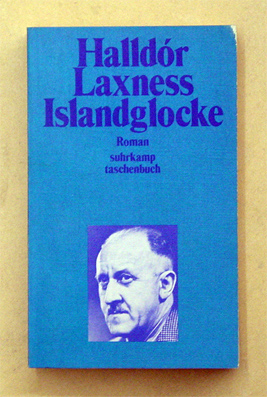 Halldór
Laxness
Islandglocke
Roman
suhrkamp
taschenbuch